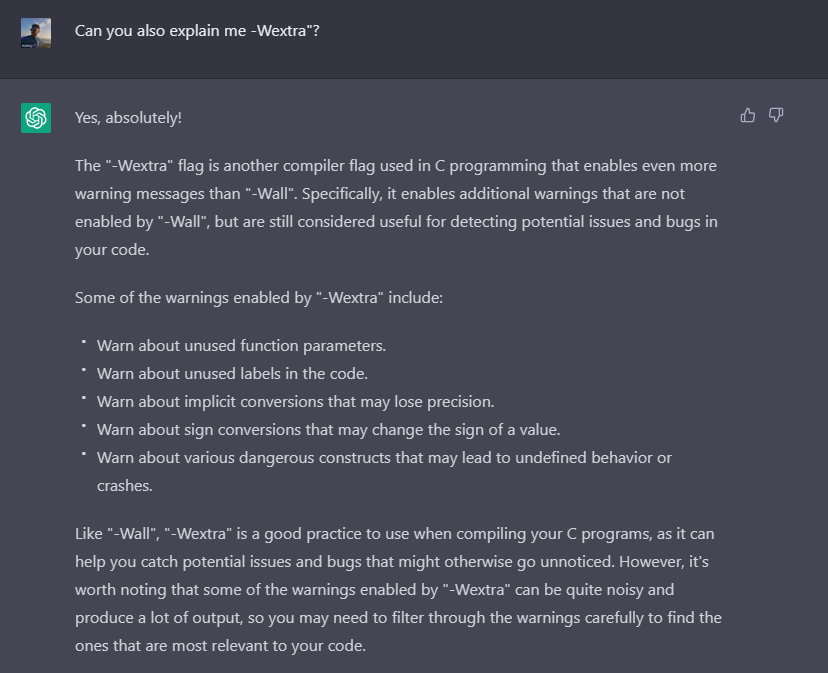 Can you also explain me -Wextra"?
Yes, absolutely!
The "-Wextra" flag is another compiler flag used in C programming that enables even more
warning messages than "-Wall". Specifically, it enables additional warnings that are not
enabled by "-Wall", but are still considered useful for detecting potential issues and bugs in
your code.
Some of the warnings enabled by "-Wextra" include:
• Warn about unused function parameters.
• Warn about unused labels in the code.
• Warn about implicit conversions that may lose precision.
• Warn about sign conversions that may change the sign of a value.
• Warn about various dangerous constructs that may lead to undefined behavior or
crashes.
Like "-Wall", "-Wextra" is a good practice to use when compiling your C programs, as it can
help you catch potential issues and bugs that might otherwise go unnoticed. However, it's
worth noting that some of the warnings enabled by "-Wextra" can be quite noisy and
produce a lot of output, so you may need to filter through the warnings carefully to find the
ones that are most relevant to your code.